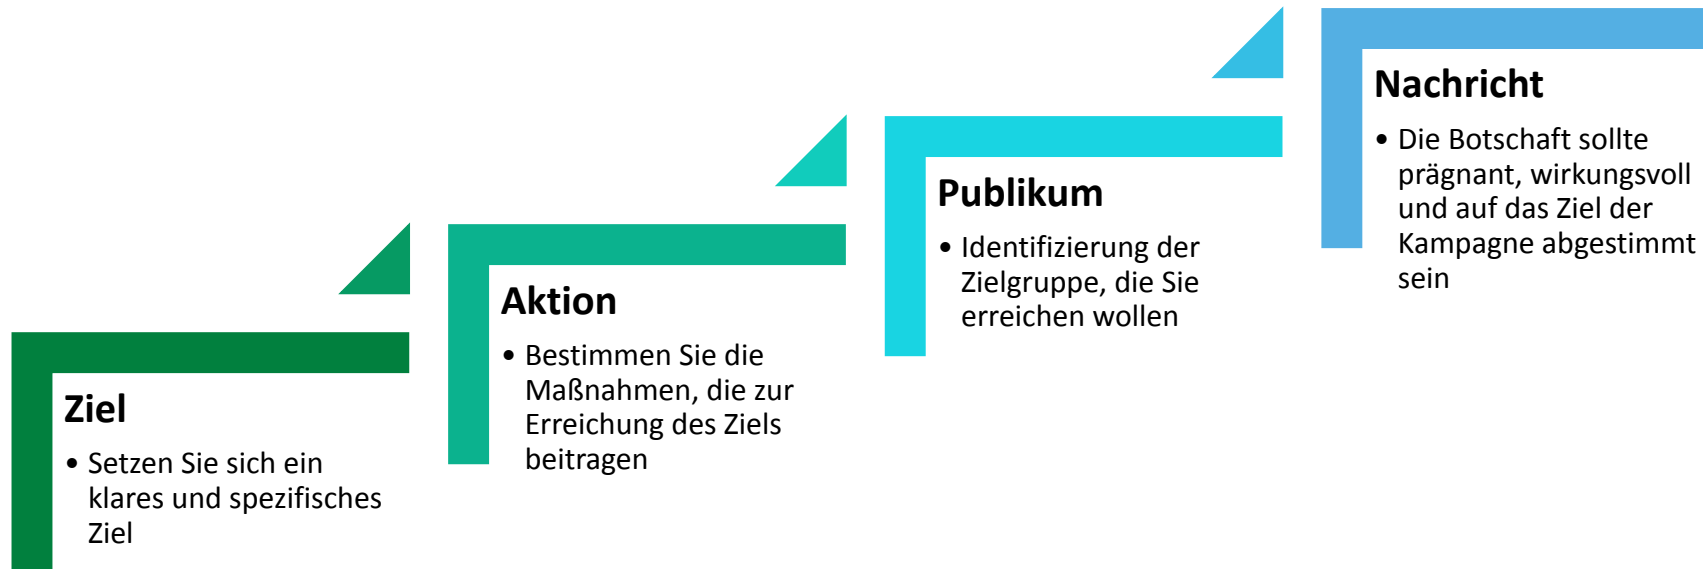 Ziel
• Setzen Sie sich ein
klares und spezifisches
Ziel
Aktion
• Bestimmen Sie die
Maßnahmen, die zur
Erreichung des Ziels
beitragen
Publikum
• Identifizierung der
Zielgruppe, die Sie
erreichen wollen
Nachricht
• Die Botschaft sollte
prägnant, wirkungsvoll
und auf das Ziel der
Kampagne abgestimmt
sein